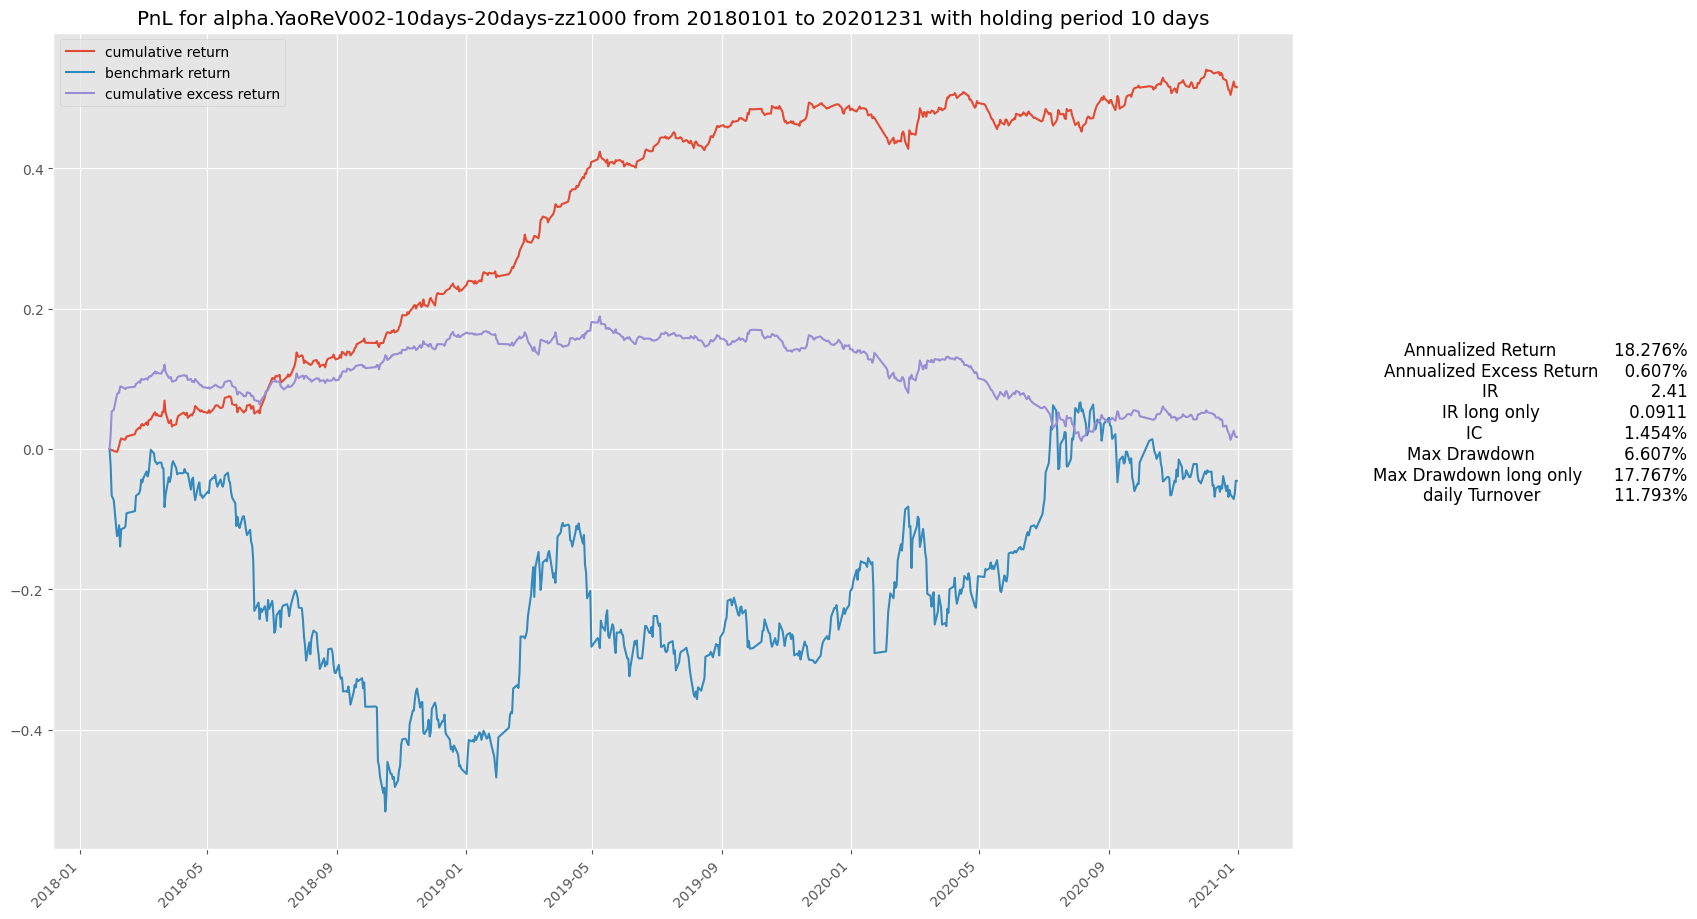 PnL for alpha.YaoReV002-10days-20days-zz1000 from 20180101 to 20201231 with holding period 10 days
cumulative return
benchmark return
cumulative excess return
0.4
0.2
0.0
−0.2
−0.4
2018-01
2018-05
2018-09
2019-01
2019-05
2019-09
2020-01
2020-05
2020-09
2021-01
Annualized Return 18.276%
Annualized Excess Return 0.607%
IR 2.41
IR long only 0.0911
IC 1.454%
Max Drawdown 6.607%
Max Drawdown long only 17.767%
daily Turnover 11.793%